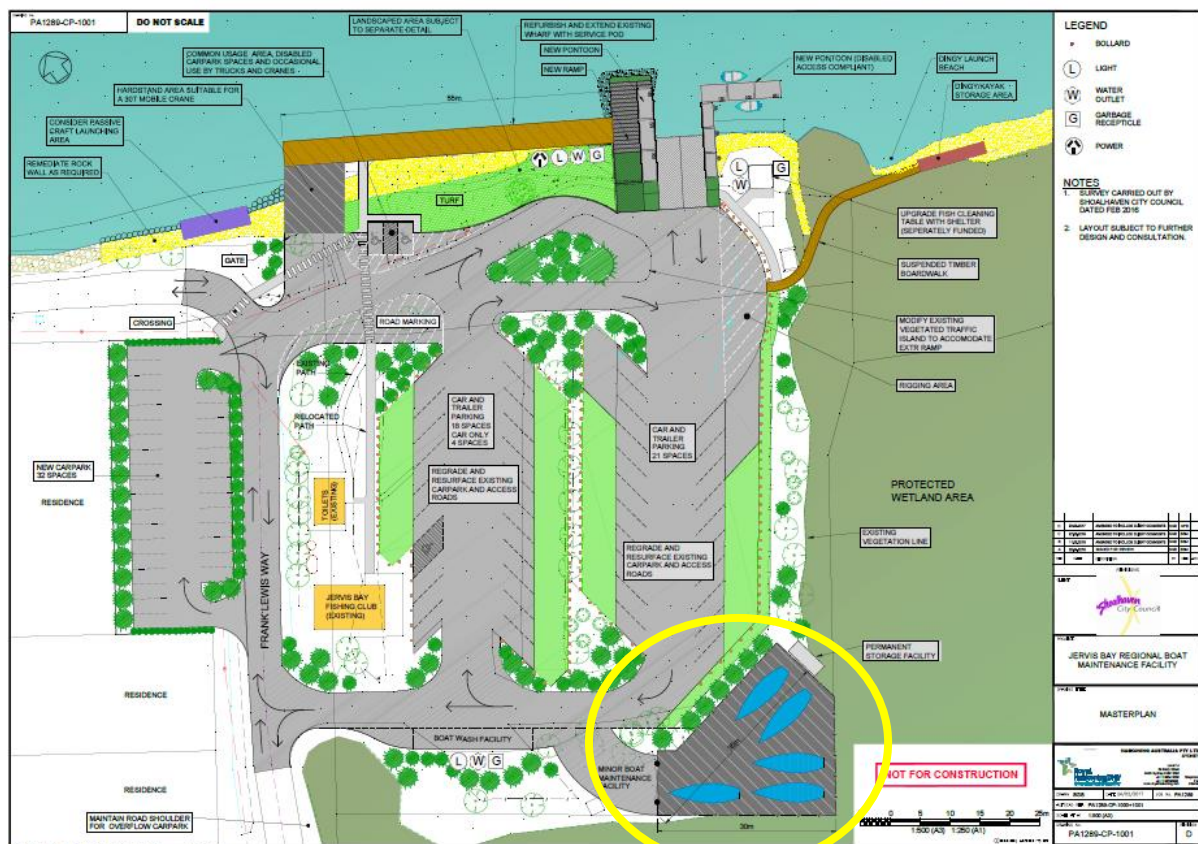 PA1289-CP-1001
DO NOT SCALE
LANDSCAPED AREA SUBJECT
TO SEPARATE DETAIL
REFURBISH AND EXTEND EXISTING
WHARF WITH SERVICE POD
NEW PONTOON
NEW RAMP
COMMON USAGE AREA, DISABLED
CARPARK SPACES AND OCCASIONAL
USE BY TRUCKS AND CRANES
HARDSTAND AREA SUITABLE FOR
A 30T MOBILE CRANE
CONSIDER PASSIVE
CRAFT LAUNCHING
AREA
REMEDIATE ROCK
WALL AS REQUIRED
NEW PONTOON (DISABLED
ACCESS COMPLIANT)
DINGY LAUNCH
BEACH
DINGY/KAYAK
STORAGE AREA
L W G
TURF
L
G
W
GATE
CROSSING
ROAD MARKING
EXISTING
PATH
RELOCATED
PATH
UPGRADE FISH CLEANING
TABLE WITH SHELTER
(SEPERATELY FUNDED)
SUSPENDED TIMBER
BOARDWALK
MODIFY EXISTING
VEGETATED TRAFFIC
ISLAND TO ACCOMODATE
EXTR RAMP
RIGGING AREA
CAR AND
TRAILER
PARKING
18 SPACES
CAR ONLY
4 SPACES
CAR AND
TRAILER
PARKING
21 SPACES
NEW CARPARK
32 SPACES
RESIDENCE
REGRADE AND
RESURFACE EXISTING
CARPARK AND ACCESS
ROADS
TOILETS
(EXISTING)
PROTECTED
WETLAND AREA
EXISTING
VEGETATION LINE
REGRADE AND
RESURFACE EXISTING
CARPARK AND ACCESS
ROADS
JERVIS BAY
FISHING CLUB
(EXISTING)
FRANK LEWIS WAY
PERMANENT
STORAGE FACILITY
RESIDENCE
BOAT WASH FACILITY
L W G
MINOR BOAT
MAINTENANCE
FACILITY
30m
RESIDENCE
MAINTAIN ROAD SHOULDER
FOR OVERFLOW CARPARK
NOT FOR CONSTRUCTION
25m
1:500 (A3) 1:250 (A1)
LEGEND
BOLLARD
L LIGHT
W WATER
OUTLET
G GARBAGE
RECEPTICLE
POWER
NOTES
1. SURVEY CARRIED OUT BY
SHOALHAVEN CITY COUNCIL
DATED FEB 2016
2. LAYOUT SUBJECT TO FURTHER
DESIGN AND CONSULTATION.
Shoalhaven
City Council
JERVIS BAY REGIONAL BOAT
MAINTENANCE FACILITY
MASTERPLAN
Royal
HaskoningDHV
PA1289-CP-1001
D